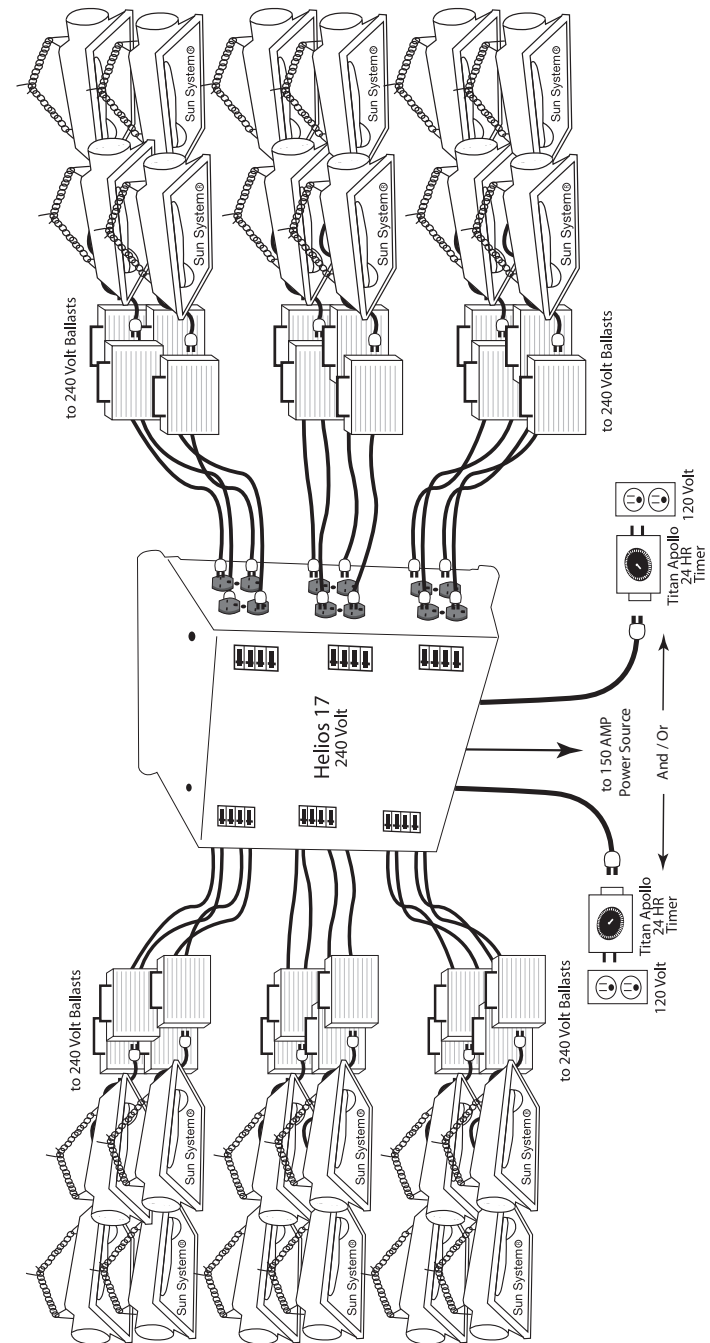 Sun System®
Sun System®
Sun System®
Sun System®
Sun System®
Sun System®
to 240 Volt Ballasts
to 240 Volt Ballasts
120 Volt
Titan Apollo
24 HR
Timer
Helios 17
240 Volt
to 150 AMP
Power Source
And / Or
Titan Apollo
24 HR
Timer
120 Volt
to 240 Volt Ballasts
to 240 Volt Ballasts
Sun System®
Sun System®
Sun System®
Sun System®
Sun System®
Sun System®